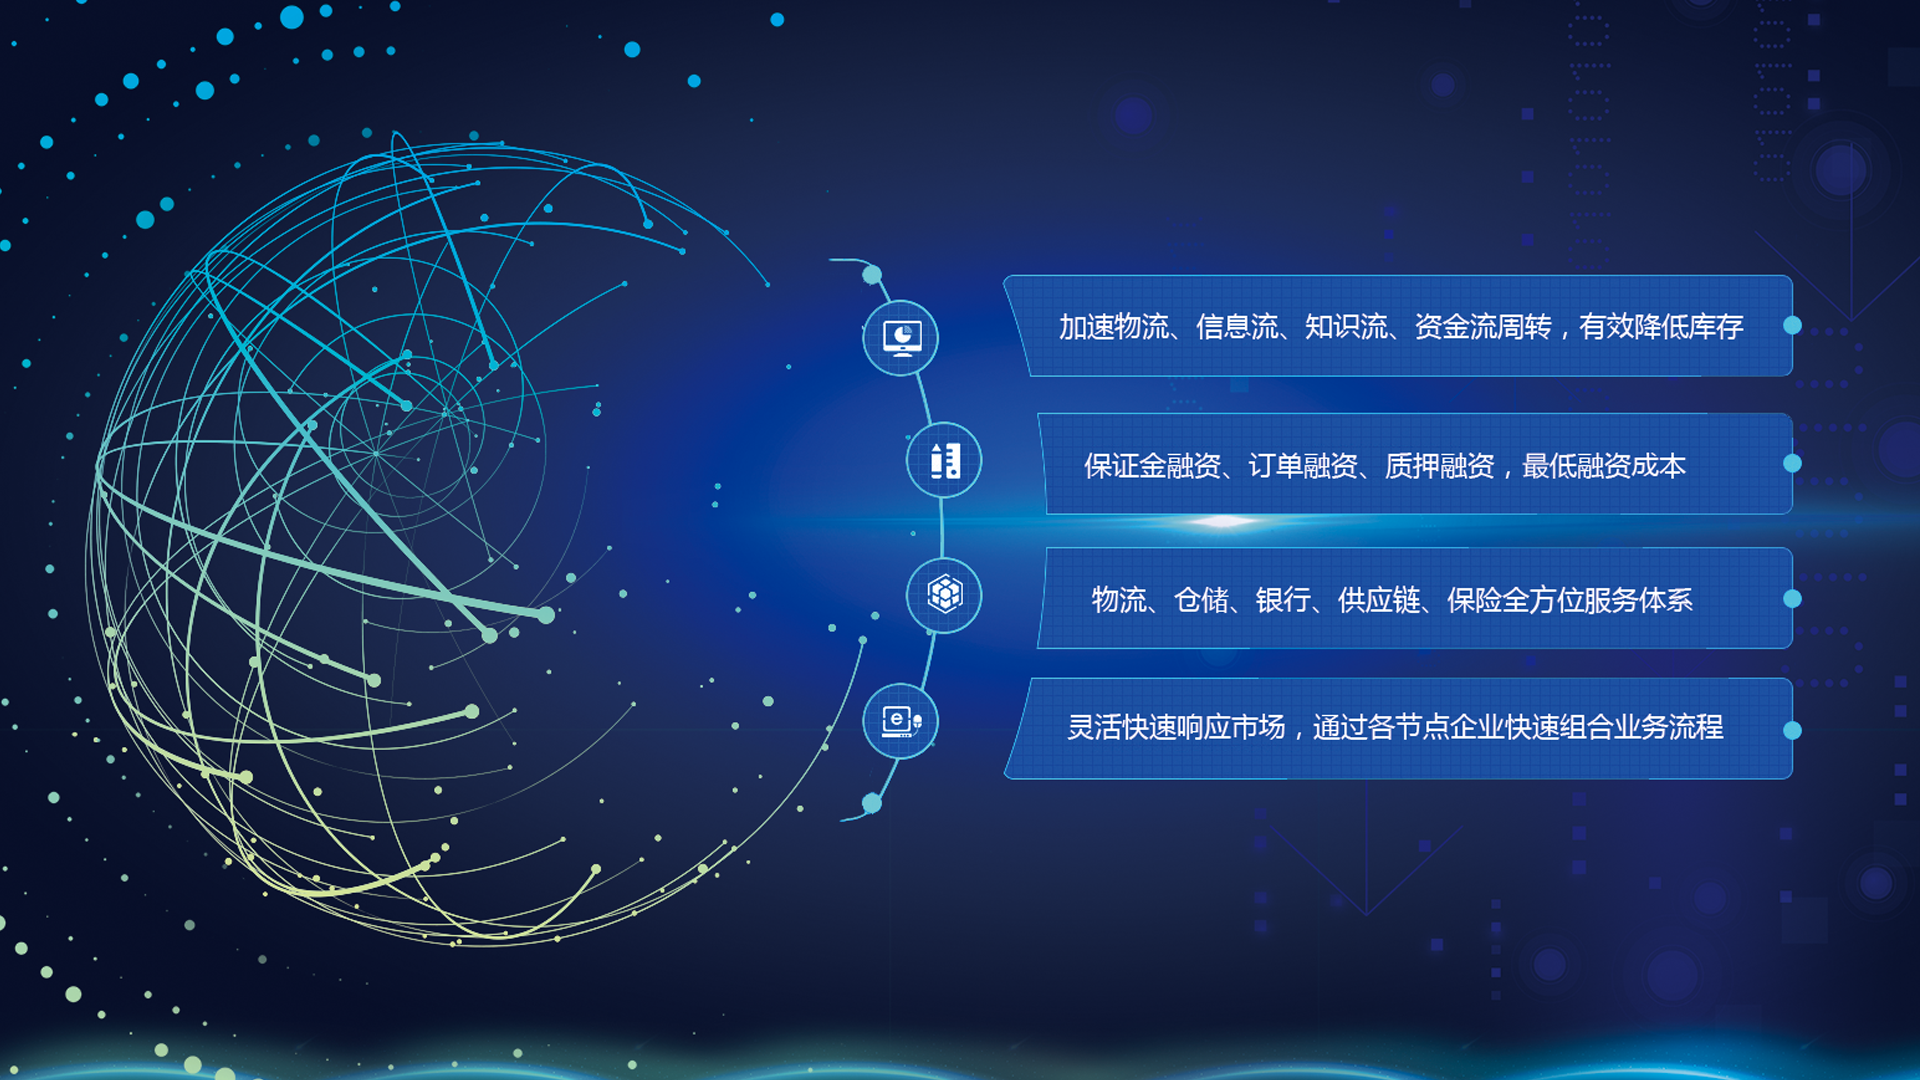 加速物流、信息流、知识流、资金流周转，有效降低库存
保证金融资、订单融资、质押融资，最低融资成本
物流、仓储、银行、供应链、保险全方位服务体系
灵活快速响应市场，通过各节点企业快速组合业务流程